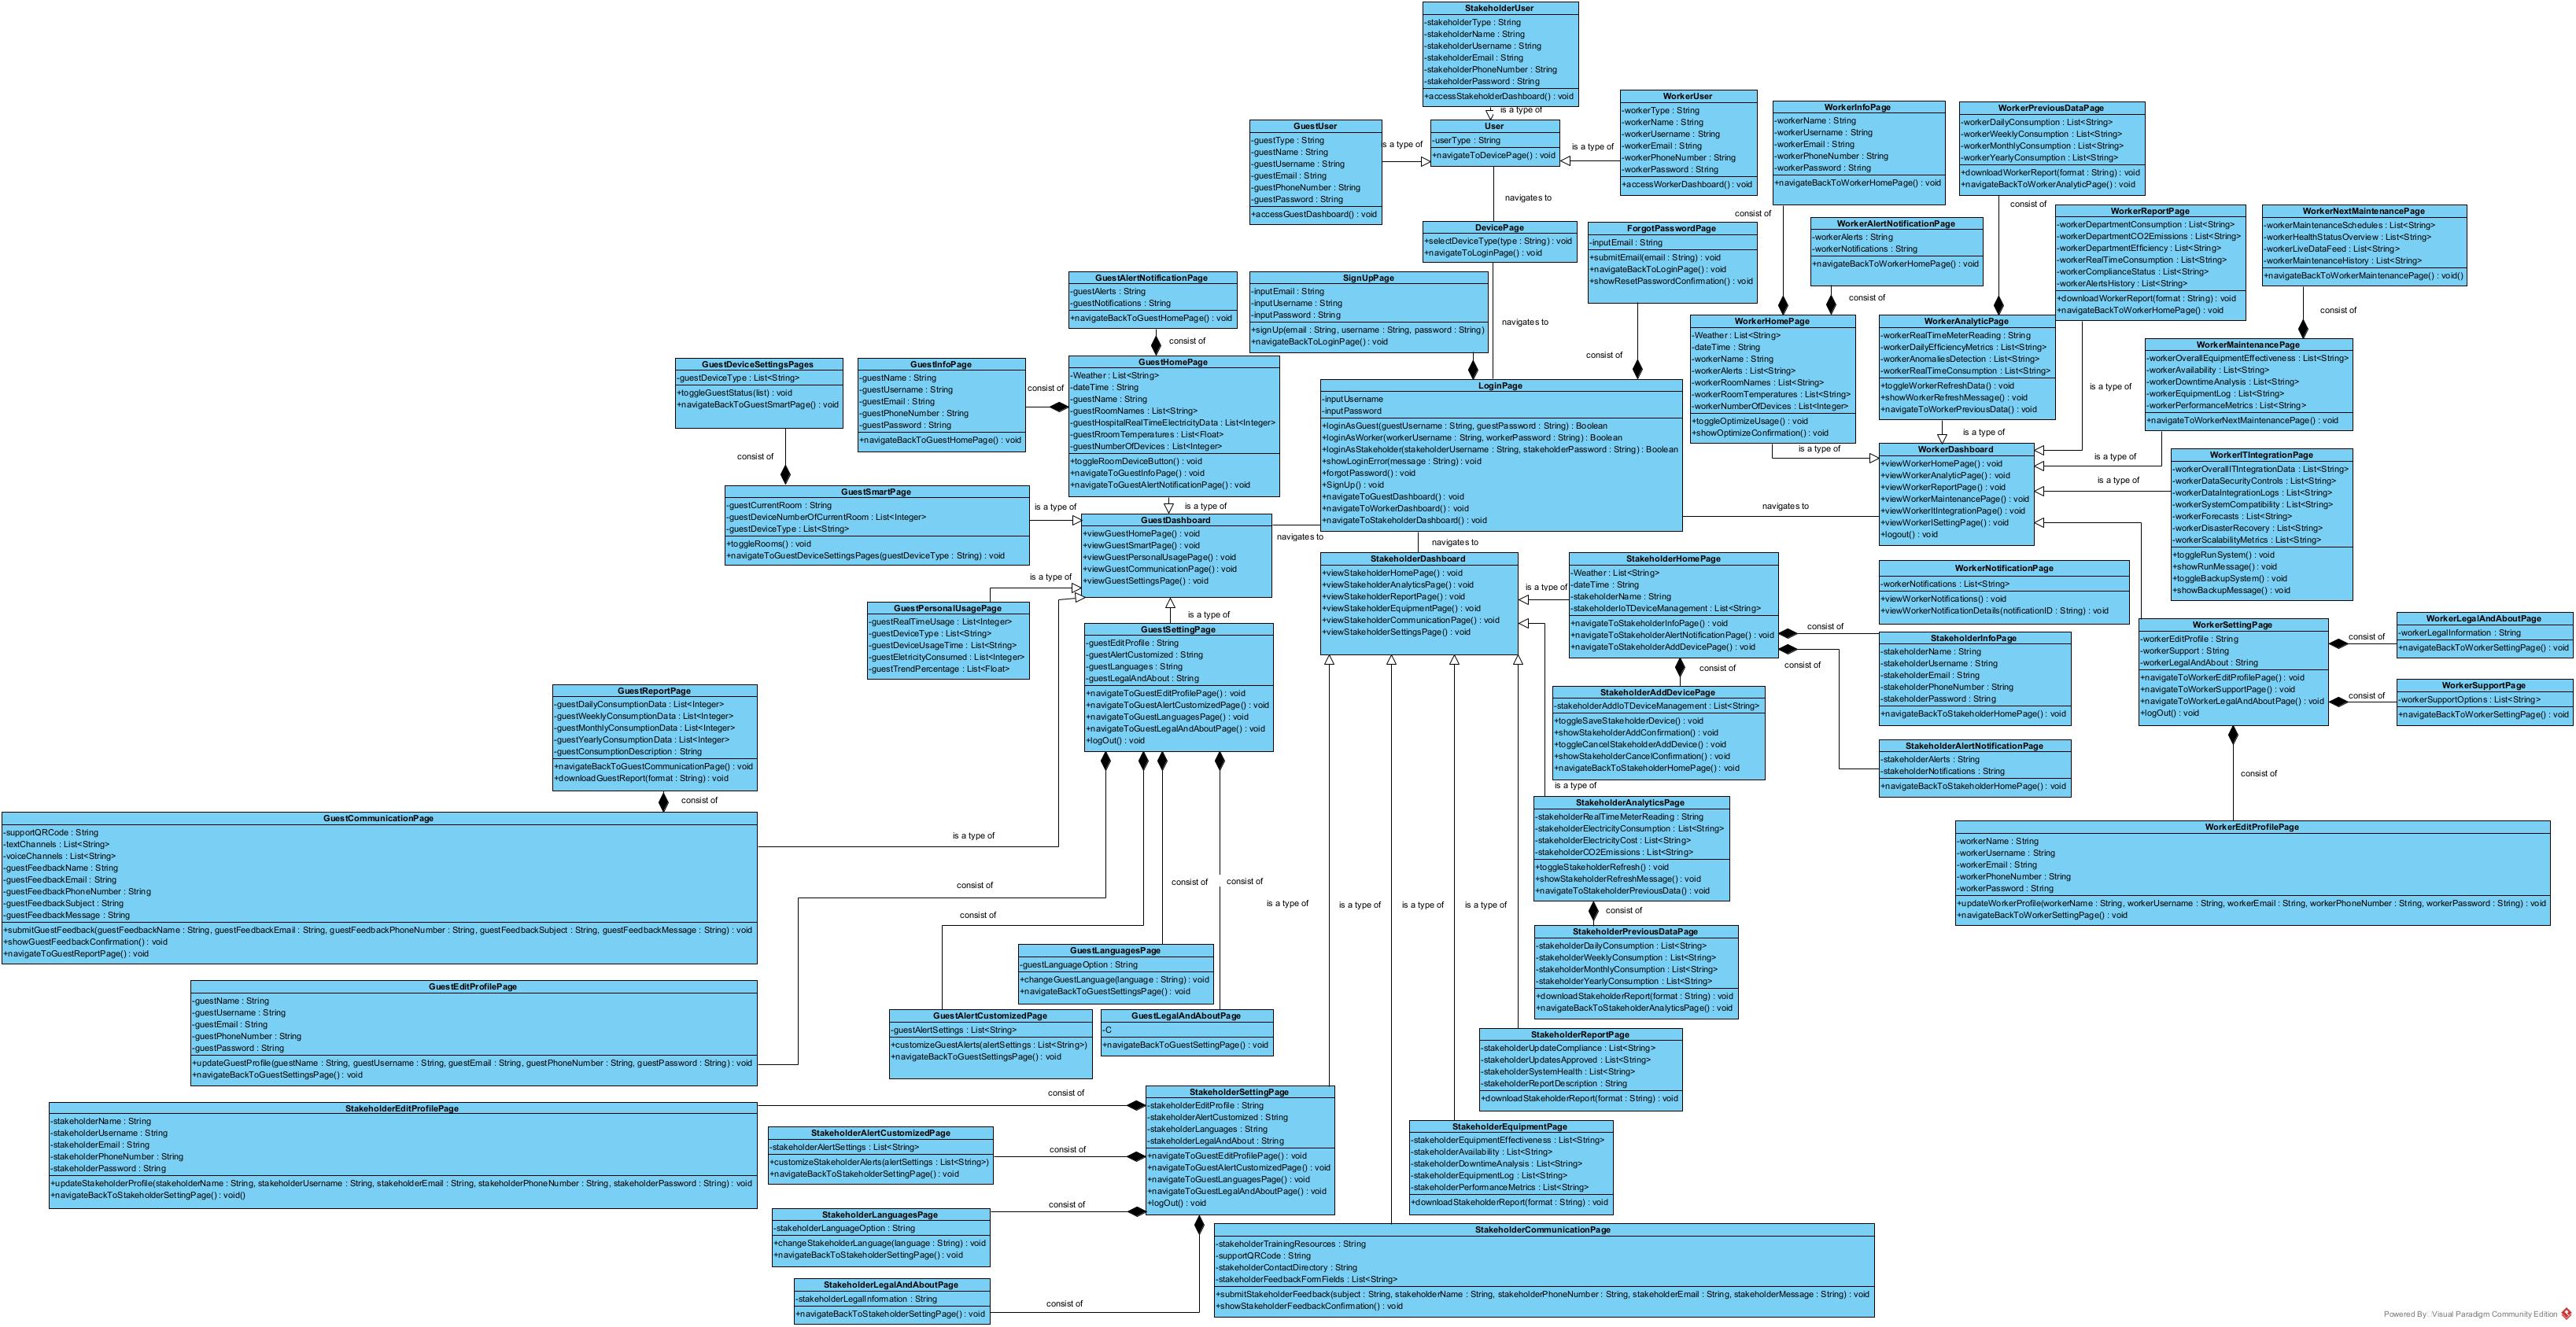 StakeholderUser
-stakeholderType : String
-stakeholderName : String
-stakeholderUsername : String
-stakeholderEmail : String
-stakeholderPhoneNumber : String
-stakeholderPassword : String
+accessStakeholderDashboard() : void
is a type of
GuestUser
-guestType : String
-guestName : String
-guestUsername : String
-guestEmail : String
-guestPhoneNumber : String
-guestPassword : String
+accessGuestDashboard() : void
is a type of
User
-userType : String
+navigateToDevicePage() : void
is a type of
WorkerUser
-workerType : String
-workerName : String
-workerUsername : String
-workerEmail : String
-workerPhoneNumber : String
-workerPassword : String
+accessWorkerDashboard() : void
WorkerInfoPage
-workerName : String
-workerUsername : String
-workerEmail : String
-workerPhoneNumber : String
-workerPassword : String
+navigateBackToWorkerHomePage() : void
consist of
WorkerPreviousDataPage
-workerDailyConsumption : List<String>
-workerWeeklyConsumption : List<String>
-workerMonthlyConsumption : List<String>
-workerYearlyConsumption : List<String>
+downloadWorkerReport(format : String) : void
+navigateBackToWorkerAnalyticPage() : void
consist of
navigates to
DevicePage
+selectDeviceType(type : String) : void
+navigateToLoginPage() : void
navigates to
ForgotPasswordPage
-inputEmail : String
+submitEmail(email : String) : void
+navigateBackToLoginPage() : void
+showResetPasswordConfirmation() : void
consist of
WorkerAlertNotificationPage
-workerAlerts : String
-workerNotifications : String
+navigateBackToWorkerHomePage() : void
consist of
WorkerReportPage
-workerDepartmentConsumption : List<String>
-workerDepartmentCO2Emissions : List<String>
-workerDepartmentEfficiency : List<String>
-workerRealTimeConsumption : List<String>
-workerComplianceStatus : List<String>
-workerAlertsHistory : List<String>
+downloadWorkerReport(format : String) : void
+navigateBackToWorkerHomePage() : void
is a type of
WorkerNextMaintenancePage
-workerMaintenanceSchedules : List<String>
-workerHealthStatusOverview : List<String>
-workerLiveDataFeed : List<String>
-workerMaintenanceHistory : List<String>
+navigateBackToWorkerMaintenancePage() : void()
consist of
GuestAlertNotificationPage
-guestAlerts : String
-guestNotifications : String
+navigateBackToGuestHomePage() : void
consist of
SignUpPage
-inputEmail : String
-inputUsername : String
-inputPassword : String
+signUp(email : String, username : String, password : String)
+navigateBackToLoginPage() : void
WorkerHomePage
-Weather : List<String>
-dateTime : String
-workerName : String
-workerAlerts : List<String>
-workerRoomNames : List<String>
-workerRoomTemperatures : List<String>
-workerNumberOfDevices : List<Integer>
+toggleOptimizeUsage() : void
+showOptimizeConfirmation() : void
is a type of
WorkerAnalyticPage
-workerRealTimeMeterReading : String
-workerDailyEfficiencyMetrics : List<String>
-workerAnomaliesDetection : List<String>
-workerRealTimeConsumption : List<String>
+toggleWorkerRefreshData() : void
+showWorkerRefreshMessage() : void
+navigateToWorkerPreviousData() : void
is a type of
WorkerMaintenancePage
-workerOverallEquipmentEffectiveness : List<String>
-workerAvailability : List<String>
-workerDowntimeAnalysis : List<String>
-workerEquipmentLog : List<String>
-workerPerformanceMetrics : List<String>
+navigateToWorkerNextMaintenancePage() : void
is a type of
GuestDeviceSettingsPages
-guestDeviceType : List<String>
+toggleGuestStatus(list) : void
+navigateBackToGuestSmartPage() : void
consist of
GuestInfoPage
-guestName : String
-guestUsername : String
-guestEmail : String
-guestPhoneNumber : String
-guestPassword : String
+navigateBackToGuestHomePage() : void
consist of
GuestHomePage
-Weather : List<String>
-dateTime : String
-guestName : String
-guestRoomNames : List<String>
-guestHospitalRealTimeElectricityData : List<Integer>
-guestRroomTemperatures : List<Float>
-guestNumberOfDevices : List<Integer>
+toggleRoomDeviceButton() : void
+navigateToGuestInfoPage() : void
+navigateToGuestAlertNotificationPage() : void
is a type of
LoginPage
-inputUsername
-inputPassword
+loginAsGuest(guestUsername : String, guestPassword : String) : Boolean
+loginAsWorker(workerUsername : String, workerPassword : String) : Boolean
+loginAsStakeholder(stakeholderUsername : String, stakeholderPassword : String) : Boolean
+showLoginError(message : String) : void
+forgotPassword() : void
+SignUp() : void
+navigateToGuestDashboard() : void
+navigateToWorkerDashboard() : void
+navigateToStakeholderDashboard() : void
navigates to
navigates to
navigates to
WorkerDashboard
+viewWorkerHomePage() : void
+viewWorkerAnalyticPage() : void
+viewWorkerReportPage() : void
+viewWorkerMaintenancePage() : void
+viewWorkerItIntegrationPage() : void
+viewWorkerlSettingPage() : void
+logout() : void
is a type of
WorkerITIntegrationPage
-workerOverallITIntegrationData : List<String>
-workerDataSecurityControls : List<String>
-workerDataIntegrationLogs : List<String>
-workerSystemCompatibility : List<String>
-workerForecasts : List<String>
-workerDisasterRecovery : List<String>
-workerScalabilityMetrics : List<String>
+toggleRunSystem() : void
+showRunMessage() : void
+toggleBackupSystem() : void
+showBackupMessage() : void
GuestSmartPage
-guestCurrentRoom : String
-guestDeviceNumberOfCurrentRoom : List<Integer>
-guestDeviceType : List<String>
+toggleRooms() : void
+navigateToGuestDeviceSettingsPages(guestDeviceType : String) : void
is a type of
GuestDashboard
+viewGuestHomePage() : void
+viewGuestSmartPage() : void
+viewGuestPersonalUsagePage() : void
+viewGuestCommunicationPage() : void
+viewGuestSettingsPage() : void
is a type of
is a type of
StakeholderDashboard
+viewStakeholderHomePage() : void
+viewStakeholderAnalyticsPage() : void
+viewStakeholderReportPage() : void
+viewStakeholderEquipmentPage() : void
+viewStakeholderCommunicationPage() : void
+viewStakeholderSettingsPage() : void
is a type of
StakeholderHomePage
-Weather : List<String>
-dateTime : String
-stakeholderName : String
-stakeholderIoTDeviceManagement : List<String>
+navigateToStakeholderInfoPage() : void
+navigateToStakeholderAlertNotificationPage() : void
+navigateToStakeholderAddDevicePage() : void
consist of
consist of
consist of
WorkerNotificationPage
-workerNotifications : List<String>
+viewWorkerNotifications() : void
+viewWorkerNotificationDetails(notificationID : String) : void
StakeholderInfoPage
-stakeholderName : String
-stakeholderUsername : String
-stakeholderEmail : String
-stakeholderPhoneNumber : String
-stakeholderPassword : String
+navigateBackToStakeholderHomePage() : void
WorkerSettingPage
-workerEditProfile : String
-workerSupport : String
-workerLegalAndAbout : String
+navigateToWorkerEditProfilePage() : void
+navigateToWorkerSupportPage() : void
+navigateToWorkerLegalAndAboutPage() : void
+logOut() : void
consist of
WorkerLegalAndAboutPage
-workerLegalInformation : String
+navigateBackToWorkerSettingPage() : void
consist of
WorkerSupportPage
-workerSupportOptions : List<String>
+navigateBackToWorkerSettingPage() : void
consist of
GuestPersonalUsagePage
-guestRealTimeUsage : List<Integer>
-guestDeviceType : List<String>
-guestDeviceUsageTime : List<String>
-guestEletricityConsumed : List<Integer>
-guestTrendPercentage : List<Float>
GuestSettingPage
-guestEditProfile : String
-guestAlertCustomized : String
-guestLanguages : String
-guestLegalAndAbout : String
+navigateToGuestEditProfilePage() : void
+navigateToGuestAlertCustomizedPage() : void
+navigateToGuestLanguagesPage() : void
+navigateToGuestLegalAndAboutPage() : void
+logOut() : void
GuestReportPage
-guestDailyConsumptionData : List<Integer>
-guestWeeklyConsumptionData : List<Integer>
-guestMonthlyConsumptionData : List<Integer>
-guestYearlyConsumptionData : List<Integer>
-guestConsumptionDescription : String
+navigateBackToGuestCommunicationPage() : void
+downloadGuestReport(format : String) : void
consist of
StakeholderAddDevicePage
-stakeholderAddIoTDeviceManagement : List<String>
+toggleSaveStakeholderDevice() : void
+showStakeholderAddConfirmation() : void
+toggleCancelStakeholderAddDevice() : void
+showStakeholderCancelConfirmation() : void
+navigateBackToStakeholderHomePage() : void
is a type of
StakeholderAlertNotificationPage
-stakeholderAlerts : String
-stakeholderNotifications : String
+navigateBackToStakeholderHomePage() : void
GuestCommunicationPage
-supportQRCode : String
-textChannels : List<String>
-voiceChannels : List<String>
-guestFeedbackName : String
-guestFeedbackEmail : String
-guestFeedbackPhoneNumber : String
-guestFeedbackSubject : String
-guestFeedbackMessage : String
+submitGuestFeedback(guestFeedbackName : String, guestFeedbackEmail : String, guestFeedbackPhoneNumber : String, guestFeedbackSubject : String, guestFeedbackMessage : String) : void
+showGuestFeedbackConfirmation() : void
+navigateToGuestReportPage() : void
is a type of
consist of
consist of
consist of
consist of
is a type of
is a type of
is a type of
is a type of
StakeholderAnalyticsPage
-stakeholderRealTimeMeterReading : String
-stakeholderElectricityConsumption : List<String>
-stakeholderElectricityCost : List<String>
-stakeholderCO2Emissions : List<String>
+toggleStakeholderRefresh() : void
+showStakeholderRefreshMessage() : void
+navigateToStakeholderPreviousData() : void
consist of
WorkerEditProfilePage
-workerName : String
-workerUsername : String
-workerEmail : String
-workerPhoneNumber : String
-workerPassword : String
+updateWorkerProfile(workerName : String, workerUsername : String, workerEmail : String, workerPhoneNumber : String, workerPassword : String) : void
+navigateBackToWorkerSettingPage() : void
StakeholderPreviousDataPage
-stakeholderDailyConsumption : List<String>
-stakeholderWeeklyConsumption : List<String>
-stakeholderMonthlyConsumption : List<String>
-stakeholderYearlyConsumption : List<String>
+downloadStakeholderReport(format : String) : void
+navigateBackToStakeholderAnalyticsPage() : void
GuestLanguagesPage
-guestLanguageOption : String
+changeGuestLanguage(language : String) : void
+navigateBackToGuestSettingsPage() : void
GuestEditProfilePage
-guestName : String
-guestUsername : String
-guestEmail : String
-guestPhoneNumber : String
-guestPassword : String
+updateGuestProfile(guestName : String, guestUsername : String, guestEmail : String, guestPhoneNumber : String, guestPassword : String) : void
+navigateBackToGuestSettingsPage() : void
GuestAlertCustomizedPage
-guestAlertSettings : List<String>
+customizeGuestAlerts(alertSettings : List<String>)
+navigateBackToGuestSettingsPage() : void
GuestLegalAndAboutPage
-C
+navigateBackToGuestSettingPage() : void
StakeholderReportPage
-stakeholderUpdateCompliance : List<String>
-stakeholderUpdatesApproved : List<String>
-stakeholderSystemHealth : List<String>
-stakeholderReportDescription : String
+downloadStakeholderReport(format : String) : void
StakeholderEditProfilePage
-stakeholderName : String
-stakeholderUsername : String
-stakeholderEmail : String
-stakeholderPhoneNumber : String
-stakeholderPassword : String
+updateStakeholderProfile(stakeholderName : String, stakeholderUsername : String, stakeholderEmail : String, stakeholderPhoneNumber : String, stakeholderPassword : String) : void
+navigateBackToStakeholderSettingPage() : void()
consist of
StakeholderSettingPage
-stakeholderEditProfile : String
-stakeholderAlertCustomized : String
-stakeholderLanguages : String
-stakeholderLegalAndAbout : String
+navigateToGuestEditProfilePage() : void
+navigateToGuestAlertCustomizedPage() : void
+navigateToGuestLanguagesPage() : void
+navigateToGuestLegalAndAboutPage() : void
+logOut() : void
StakeholderAlertCustomizedPage
-stakeholderAlertSettings : List<String>
+customizeStakeholderAlerts(alertSettings : List<String>)
+navigateBackToStakeholderSettingPage() : void
consist of
StakeholderEquipmentPage
-stakeholderEquipmentEffectiveness : List<String>
-stakeholderAvailability : List<String>
-stakeholderDowntimeAnalysis : List<String>
-stakeholderEquipmentLog : List<String>
-stakeholderPerformanceMetrics : List<String>
+downloadStakeholderReport(format : String) : void
StakeholderLanguagesPage
-stakeholderLanguageOption : String
+changeStakeholderLanguage(language : String) : void
+navigateBackToStakeholderSettingPage() : void
consist of
StakeholderCommunicationPage
-stakeholderTrainingResources : String
-supportQRCode : String
-stakeholderContactDirectory : String
-stakeholderFeedbackFormFields : List<String>
+submitStakeholderFeedback(subject : String, stakeholderName : String, stakeholderPhoneNumber : String, stakeholderEmail : String, stakeholderMessage : String) : void
+showStakeholderFeedbackConfirmation() : void
StakeholderLegalAndAboutPage
-stakeholderLegalInformation : String
+navigateBackToStakeholderSettingPage() : void
consist of
Powered By: Visual Paradigm Community Edition